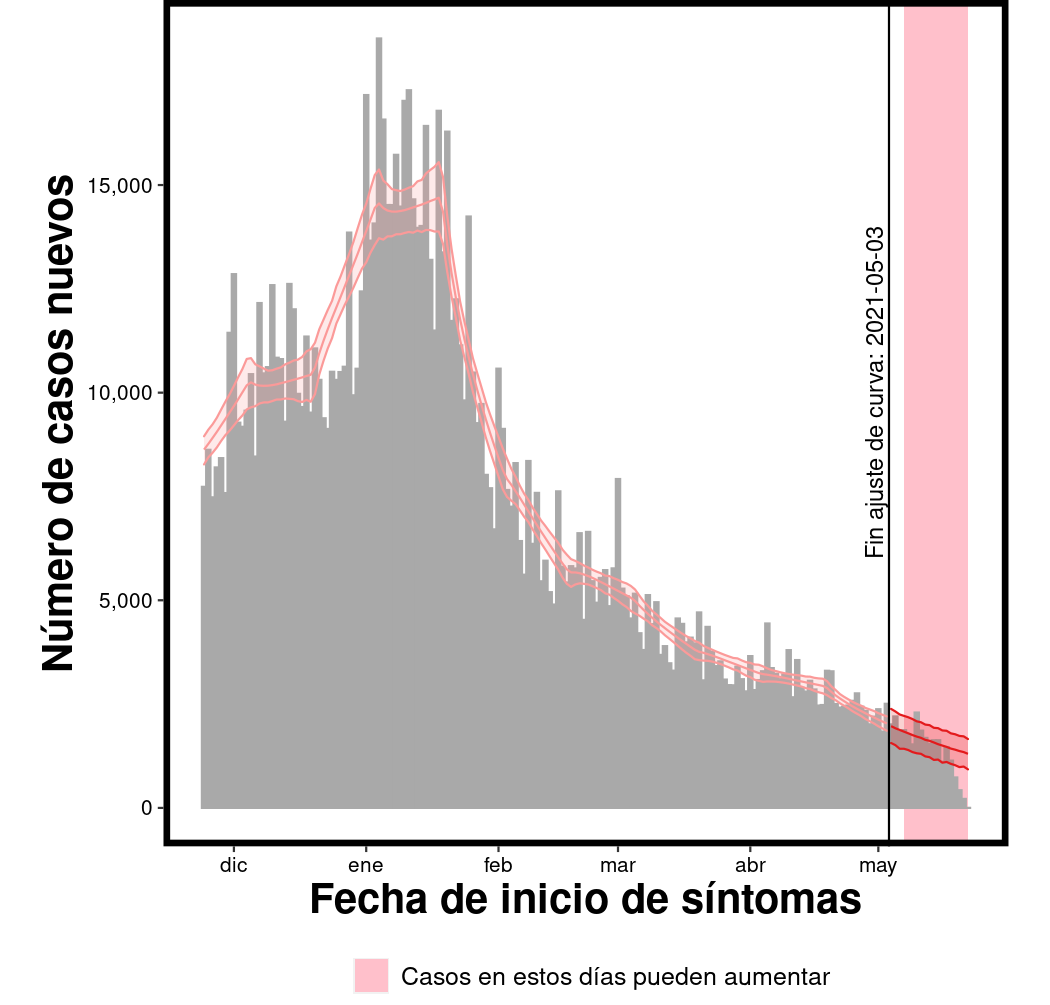 Número de casos nuevos
15,000
10,000
5,000
0
Fin ajuste de curva: 2021-05-03
dic ene feb mar abr may
Fecha de inicio de síntomas
Casos en estos días pueden aumentar